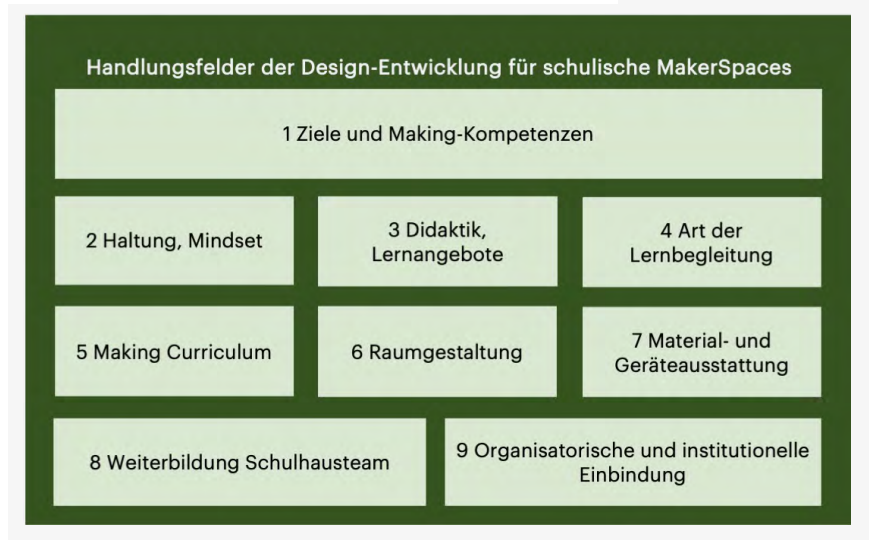 Handlungsfelder der Design-Entwicklung für schulische MakerSpaces
1 Ziele und Making-Kompetenzen
2 Haltung, Mindset
3 Didaktik,
Lernangebote
4 Art der
Lernbegleitung
5 Making Curriculum
6 Raumgestaltung
7 Material- und
Geräteausstattung
8 Weiterbildung Schulhausteam
9 Organisatorische und institutionelle
Einbindung